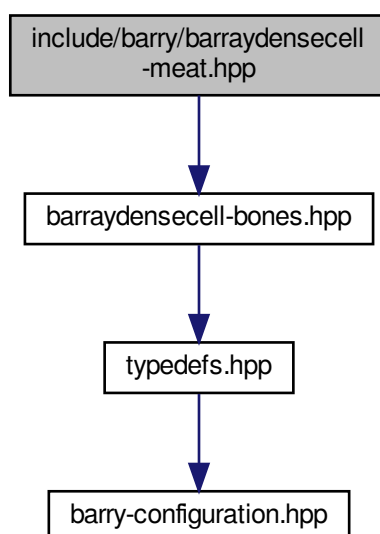 include/barry/barraydensecell
-meat.hpp
barraydensecell-bones.hpp
typedefs.hpp
barry-configuration.hpp